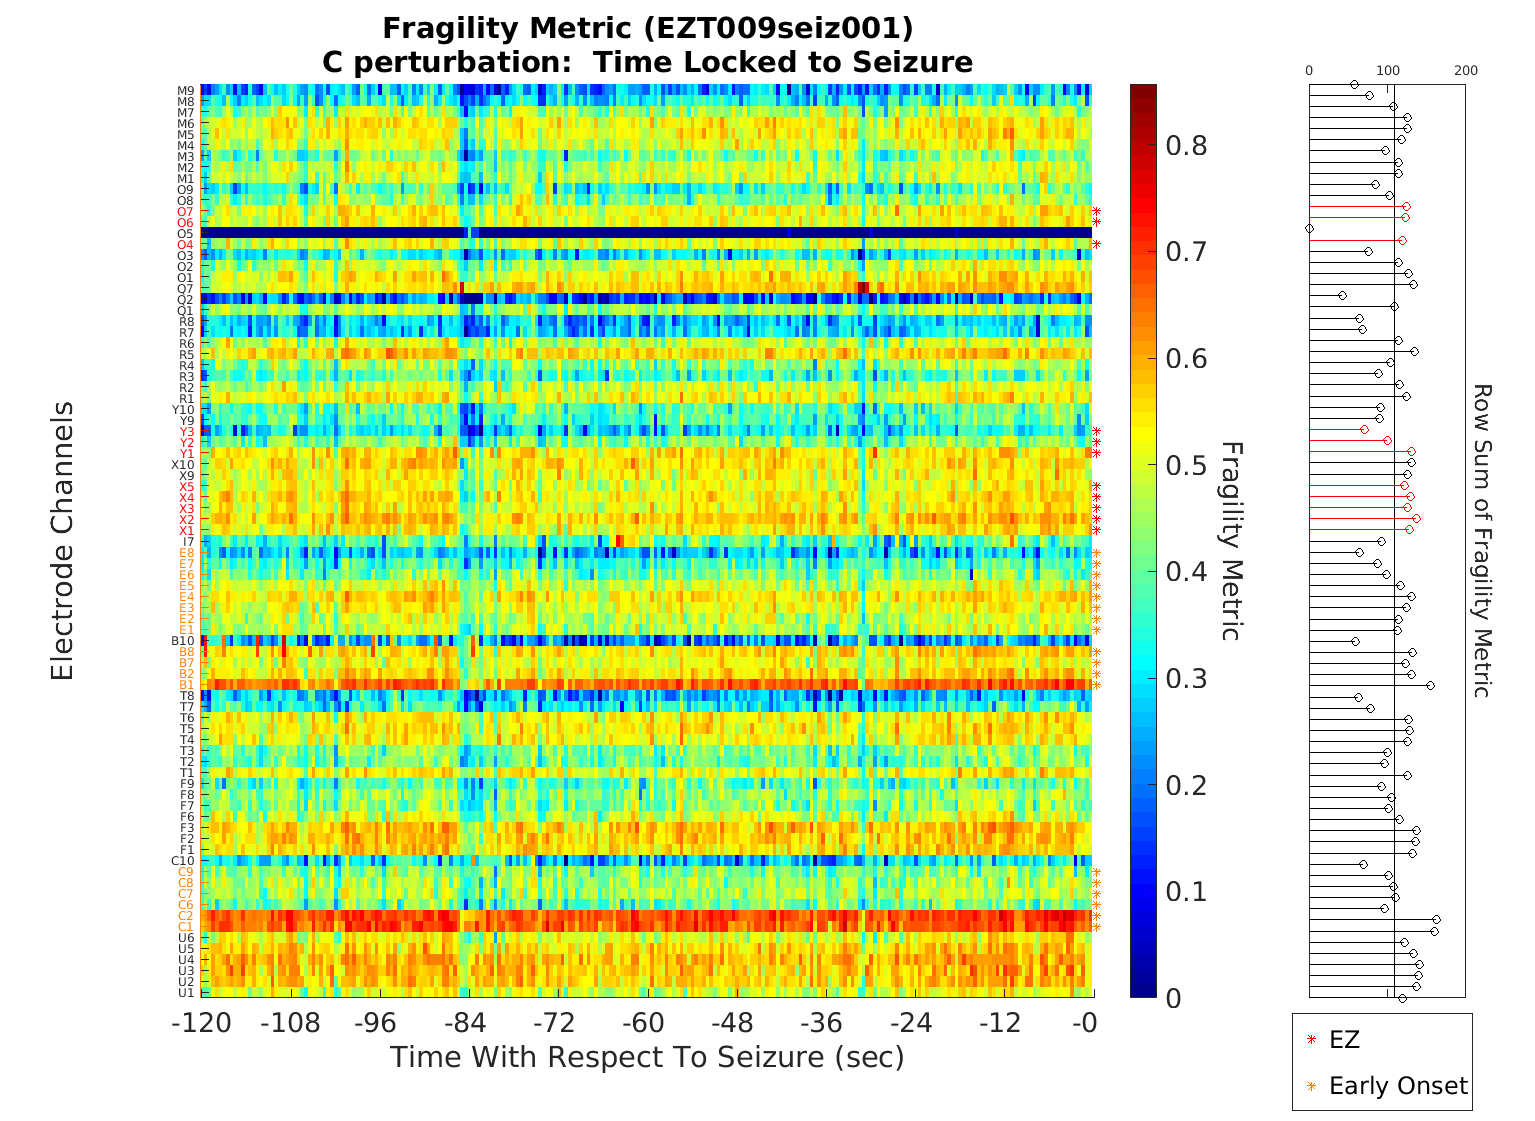 Fragility Metric (EZT009seiz001)
C perturbation:  Time Locked to Seizure
Electrode Channels
M9
M8
M7
M6
M5
M4
M3
M2
M1
O9
O8
O7
O6
O5
O4
O3
O2
O1
Q7
Q2
Q1
R8
R7
R6
R5
R4
R3
R2
R1
Y10
Y9
Y3
Y2
Y1
X10
X9
X5
X4
X3
X2
X1
I7
E8
E7
E6
E5
E4
E3
E2
E1
B10
B8
B7
B2
B1
T8
T7
T6
T5
T4
T3
T2
T1
F9
F8
F7
F6
F3
F2
F1
C10
C9
C8
C7
C6
C2
C1
U6
U5
U4
U3
U2
U1
-120 -108 -96 -84 -72 -60 -48 -36 -24 -12 -0
Time With Respect To Seizure (sec)
0.8
0.7
0.6
0.5
0.4
0.3
0.2
0.1
0
Fragility Metric
0 100 200
Row Sum of Fragility Metric
EZ
Early Onset